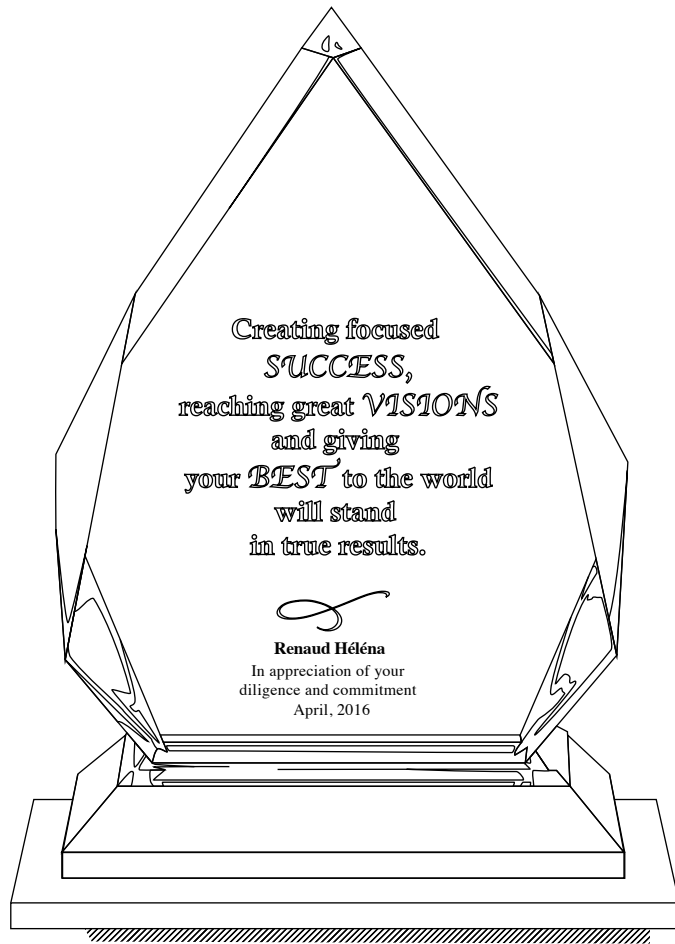 Creating focused
SUCCESS,
reaching great VISIONS
and giving
your BEST to the world
will stand
in true results.
Renaud Héléna
In appreciation of your
diligence and commitment
April, 2016